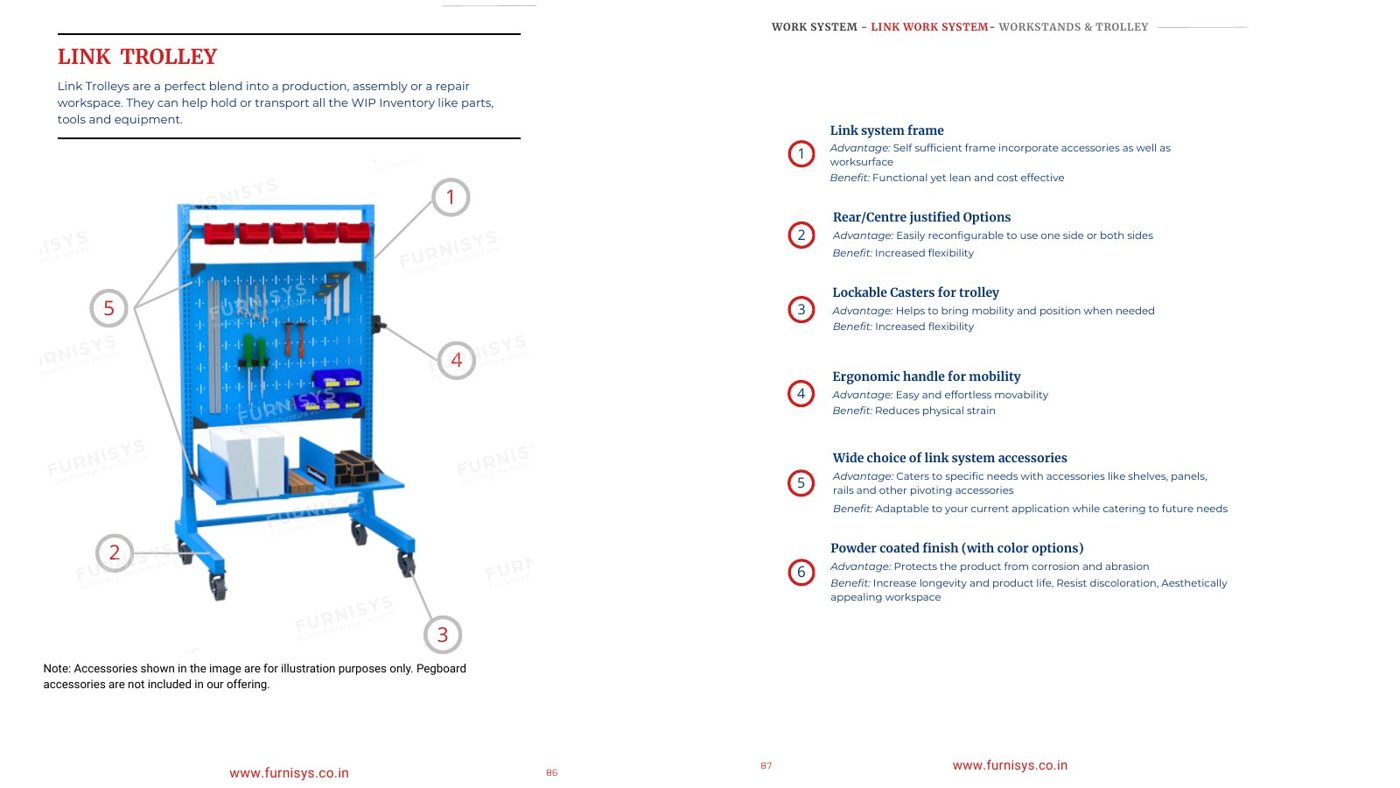 LINK TROLLEY
Link Trolleys are a perfect blend into a production, assembly or a repair
workspace. They can help hold or transport all the WIP Inventory like parts,
tools and equipment.
1
5
4
2
3
FURNISYS
FURNISYS
FURNISYS
FURNISYS
FURNISYS
FURNISYS
Note: Accessories shown in the image are for illustration purposes only. Pegboard
accessories are not included in our offering.
www.furnisys.co.in
86
WORK SYSTEM - LINK WORK SYSTEM- WORKSTANDS & TROLLEY
Link system frame
1
Advantage: Self sufficient frame incorporate accessories as well as
worksurface
Benefit: Functional yet lean and cost effective
Rear/Centre justified Options
2
Advantage: Easily reconfigurable to use one side or both sides
Benefit: Increased flexibility
Lockable Casters for trolley
3
Advantage: Helps to bring mobility and position when needed
Benefit: Increased flexibility
Ergonomic handle for mobility
4
Advantage: Easy and effortless movability
Benefit: Reduces physical strain
Wide choice of link system accessories
5
Advantage: Caters to specific needs with accessories like shelves, panels,
rails and other pivoting accessories
Benefit: Adaptable to your current application while catering to future needs
Powder coated finish (with color options)
6
Advantage: Protects the product from corrosion and abrasion
Benefit: Increase longevity and product life, Resist discoloration, Aesthetically
appealing workspace
87
www.furnisys.co.in